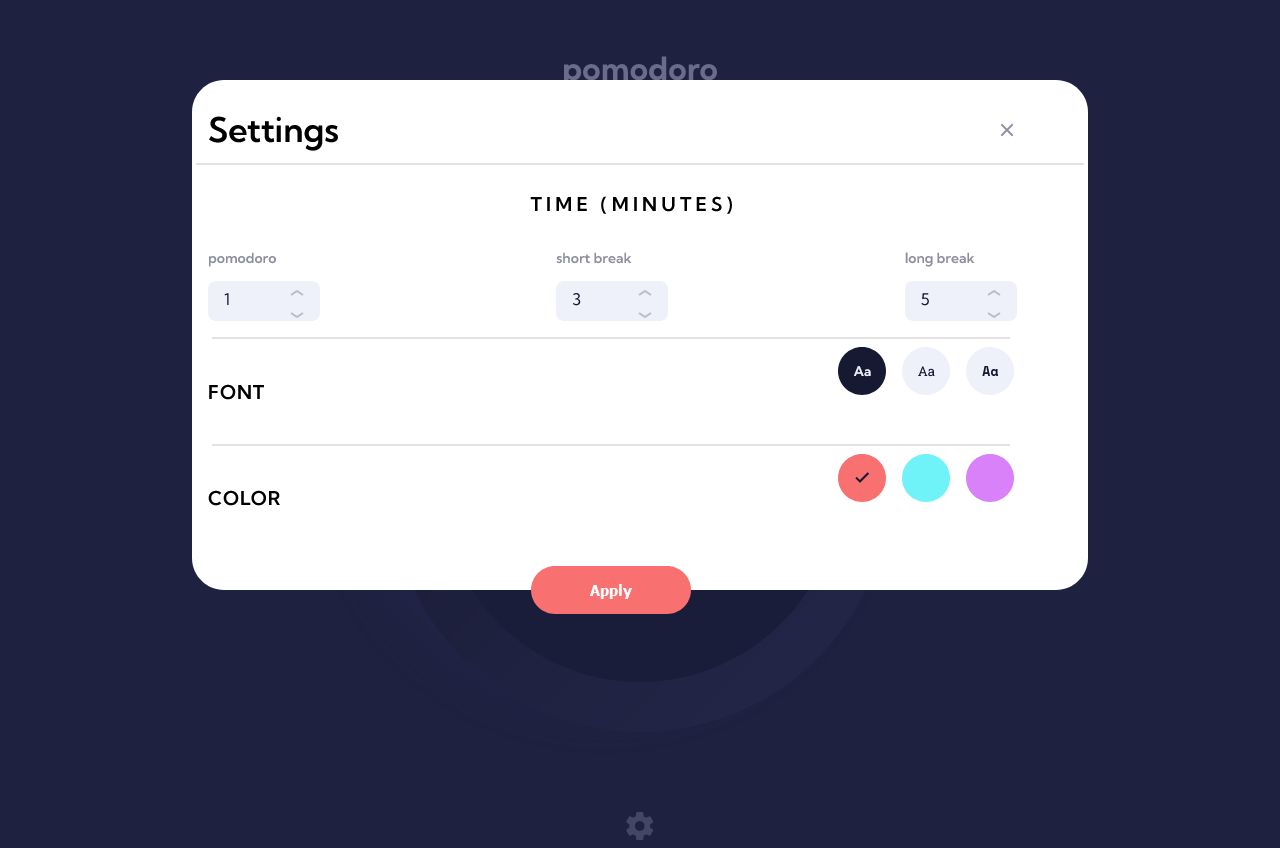 pomodoro
Settings
TIME (MINUTES)
pomodoro short break long break
1 3 5
FONT Aa Aa Aa
COLOR
Apply